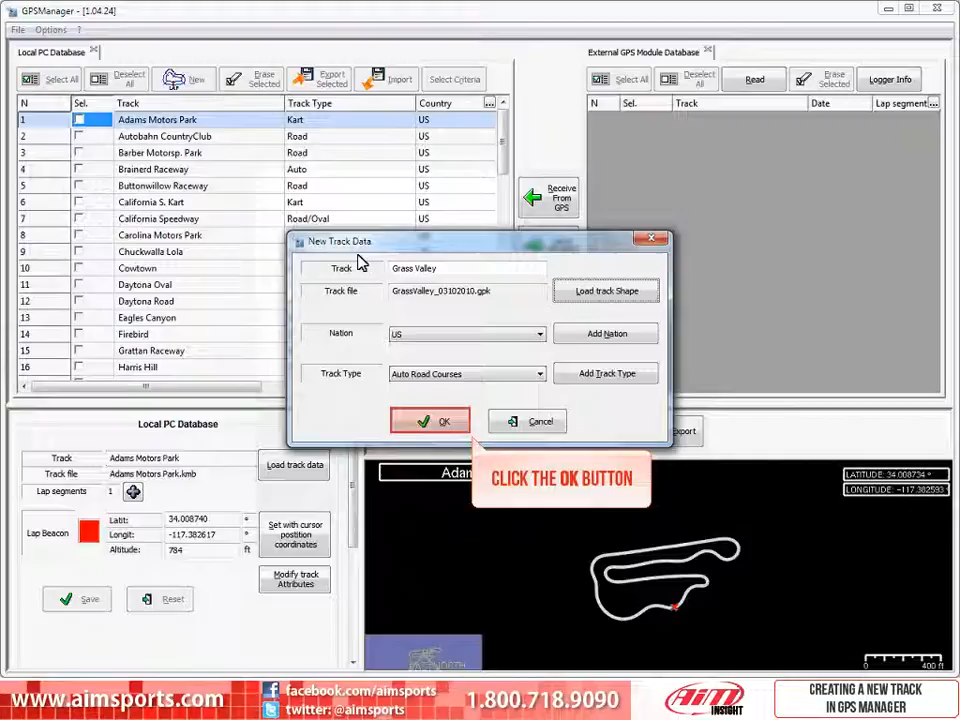 GPSManager - [1.04.24]
File Options ?
Local PC Database
External GPS Module Database
Select All
Deselect All
New
Erase Selected
Export Selected
Import
Select Criteria
Select All
Deselect All
Read
Erase Selected
Logger Info
N Sel. Track Track Type Country ...
N Sel. Track Date Lap segment...
1 Adams Motors Park Kart US
2 Autobahn CountryClub Road US
3 Barber Motorsp. Park Road US
4 Brainerd Raceway Auto US
5 Buttonwillow Raceway Road US
6 California S. Kart Kart US
7 California Speedway Road/Oval US
8 Carolina Motors Park
9 Chuckwalla Lola
10 Cowtown
11 Daytona Oval
12 Daytona Road
13 Eagles Canyon
14 Firebird
15 Grattan Raceway
16 Harris Hill
Receive From GPS
New Track Data
Track Grass Valley
Track file GrassValley_03102010.gpk
Load track Shape
Nation US
Add Nation
Track Type Auto Road Courses
Add Track Type
OK
Cancel
CLICK THE OK BUTTON
Local PC Database
Track Adams Motors Park
Track file Adams Motors Park.kmb
Load track data
Lap segments 1
Lap Beacon
Latit: 34.008740 °
Longit: -117.382617 °
Altitude: 784 ft
Set with cursor position coordinates
Modify track Attributes
Save
Reset
Export
Adam
LATITUDE: 34.008734 °
LONGITUDE: -117.382593 °
0 400 ft
www.aimsports.com
facebook.com/aimsports
twitter: @aimsports
1.800.718.9090
AIM INSIGHT
CREATING A NEW TRACK
IN GPS MANAGER